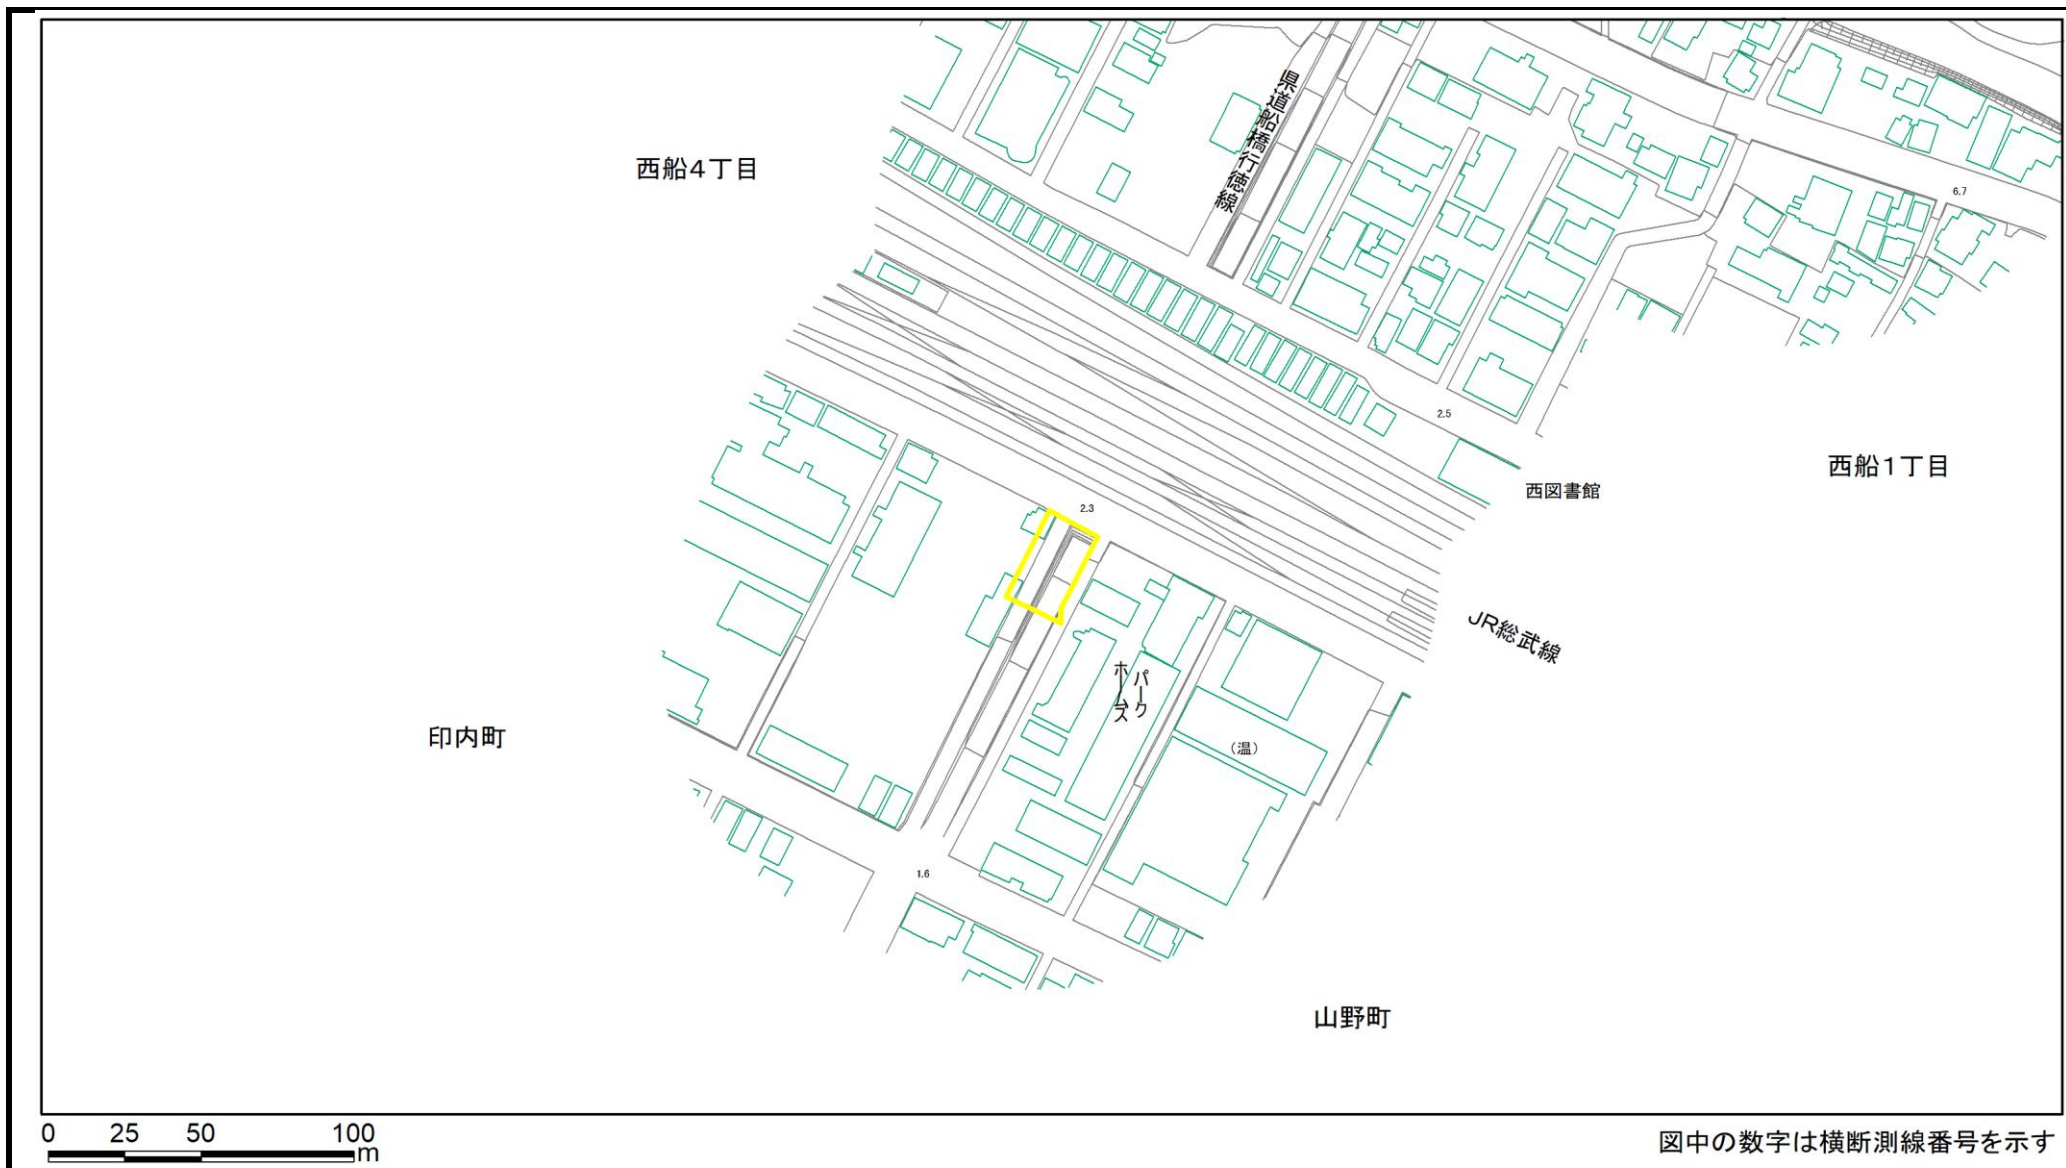 県道船橋行徳線
西船4丁目
6.7
2.5
西船1丁目
西図書館
2.3
JR総武線
パーク
ホームズ
印内町
(温)
1.6
山野町
0 25 50 100
m
図中の数字は横断測線番号を示す